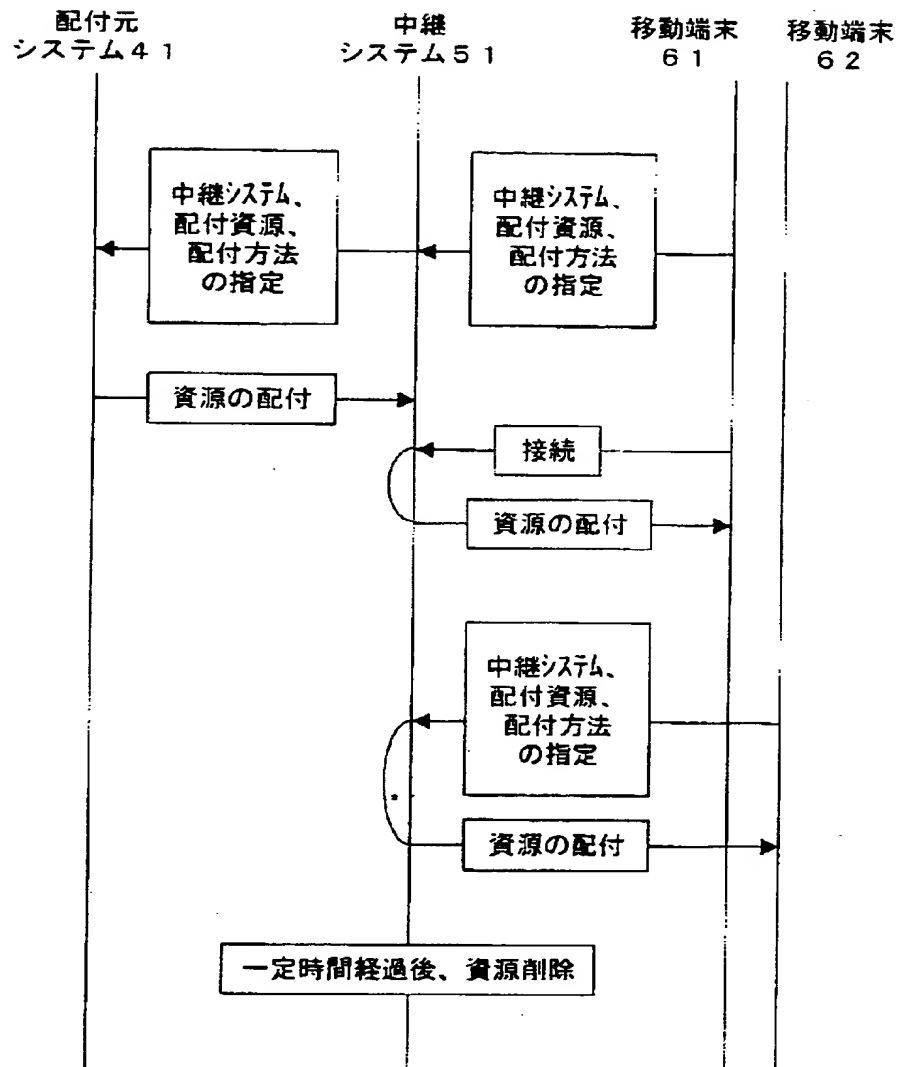 配付元
システム４１
中継
システム５１
移動端末
６１
移動端末
６２
中継ｼｽﾃﾑ、
配付資源、
配付方法
の指定
中継ｼｽﾃﾑ、
配付資源、
配付方法
の指定
資源の配付
接続
資源の配付
中継ｼｽﾃﾑ、
配付資源、
配付方法
の指定
資源の配付
一定時間経過後、資源削除